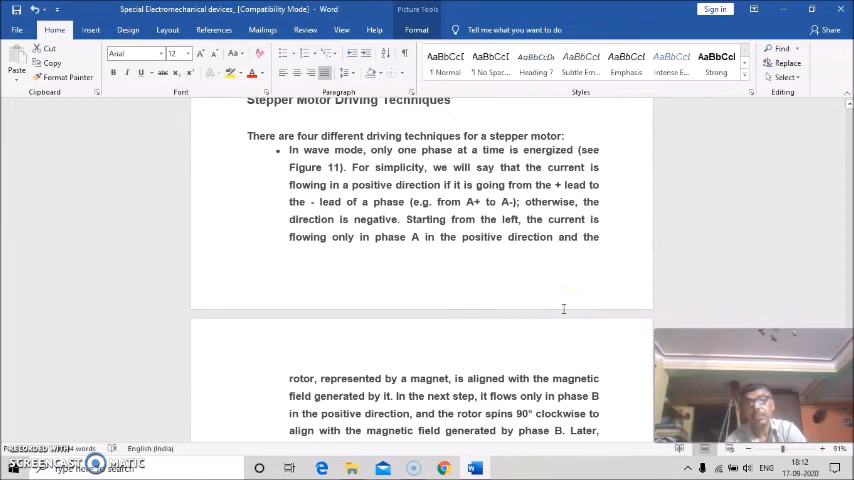 Special Electromechanical devices_ [Compatibility Mode] - Word
Picture Tools
Sign in
File Home Insert Design Layout References Mailings Review View Help Format Tell me what you want to do Share
Cut
Copy
Format Painter
Paste
Arial 12
AaBbCcI AaBbCcI AaBbCcD AaBbCcI AaBbCcI AaBbCcI AaBbCcI
¶ Normal ¶ No Spac... Heading 7 Subtle Em... Emphasis Intense E... Strong
Find
Replace
Select
Clipboard Font Paragraph Styles Editing
Stepper Motor Driving Techniques
There are four different driving techniques for a stepper motor:
• In wave mode, only one phase at a time is energized (see
Figure 11). For simplicity, we will say that the current is
flowing in a positive direction if it is going from the + lead to
the - lead of a phase (e.g. from A+ to A-); otherwise, the
direction is negative. Starting from the left, the current is
flowing only in phase A in the positive direction and the
rotor, represented by a magnet, is aligned with the magnetic
field generated by it. In the next step, it flows only in phase B
in the positive direction, and the rotor spins 90° clockwise to
align with the magnetic field generated by phase B. Later,
English (India)
91%
RECORDED WITH
SCREENCAST MATIC
Type here to search
ENG
18:12
17-09-2020